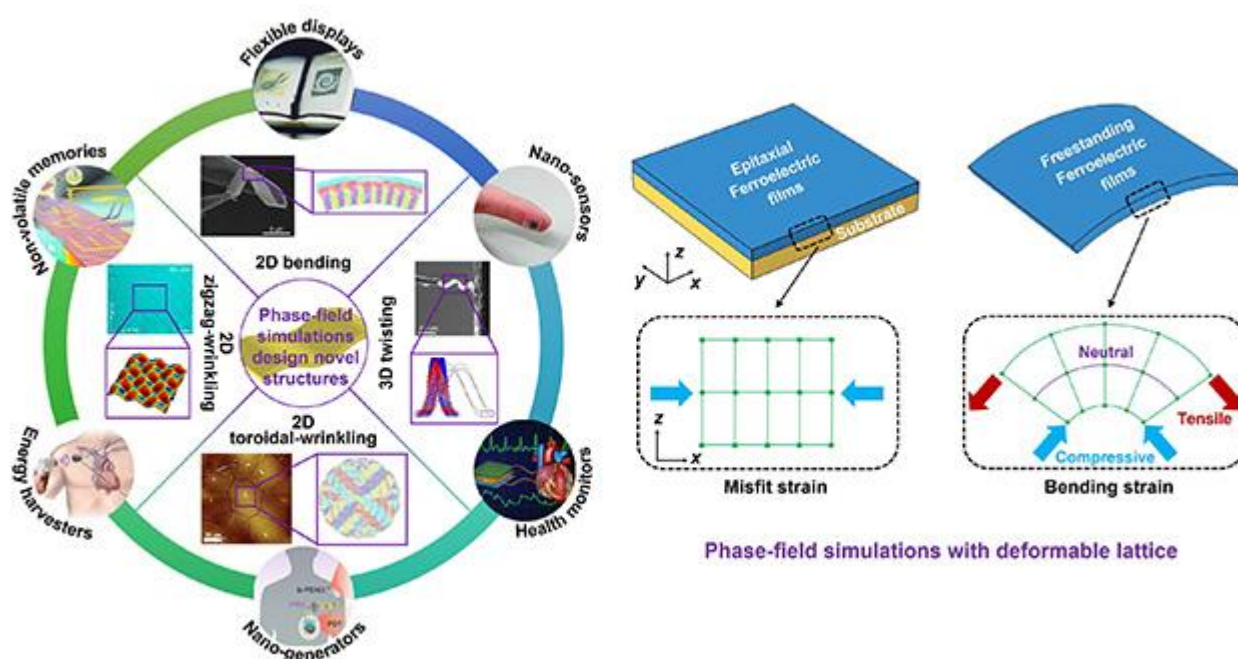 Flexible displays
Nano-sensors
Health monitors
Nano-generators
Energy harvesters
Non-volatile memories
2D bending
3D twisting
2D
toroidal-wrinkling
2D
zigzag-wrinkling
Phase-field
simulations
design novel
structures
Epitaxial
Ferroelectric
films
Substrate
z
y
x
Freestanding
Ferroelectric
films
z
x
Misfit strain
Neutral
Tensile
Compressive
Bending strain
Phase-field simulations with deformable lattice